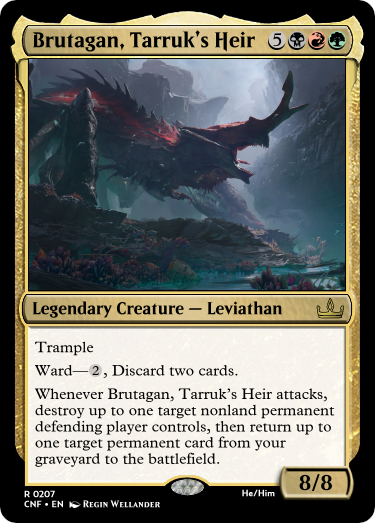 Brutagan, Tarruk's Heir 5
Legendary Creature — Leviathan
Trample
Ward—2, Discard two cards.
Whenever Brutagan, Tarruk's Heir attacks,
destroy up to one target nonland permanent
defending player controls, then return up to
one target permanent card from your
graveyard to the battlefield.
8/8
R 0207
He/Him
CNF • EN Regin Wellander